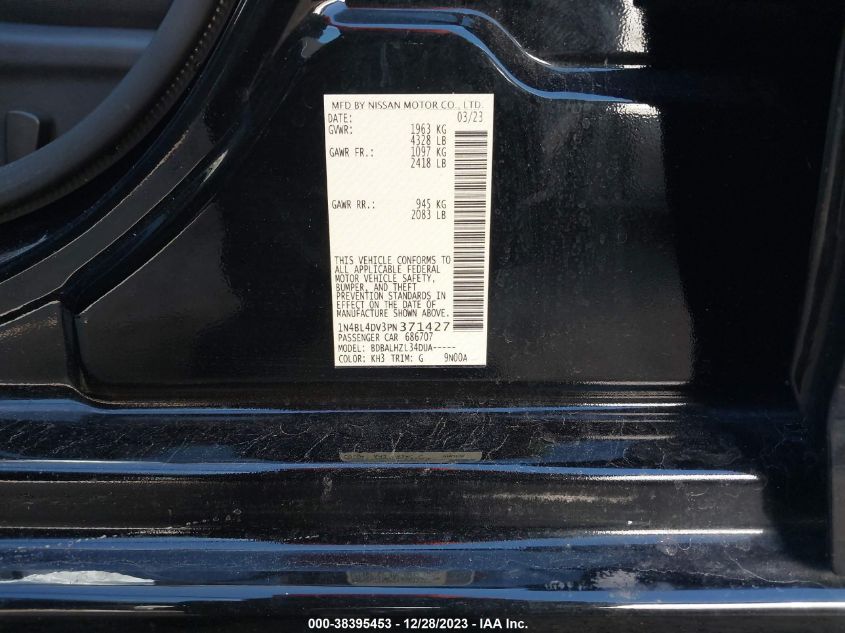 MFD BY NISSAN MOTOR CO., LTD.
DATE: 03/23
GVWR: 1963 KG
4328 LB
GAWR FR.: 1097 KG
2418 LB
GAWR RR.: 945 KG
2083 LB
THIS VEHICLE CONFORMS TO
ALL APPLICABLE FEDERAL
MOTOR VEHICLE SAFETY,
BUMPER, AND THEFT
PREVENTION STANDARDS IN
EFFECT ON THE DATE OF
MANUFACTURE SHOWN ABOVE.
1N4BL4DV3PN371427
PASSENGER CAR 686707
MODEL: BDBALHZL34DUA-----
COLOR: KH3 TRIM: G 9N00A
000-38395453 - 12/28/2023 - IAA Inc.